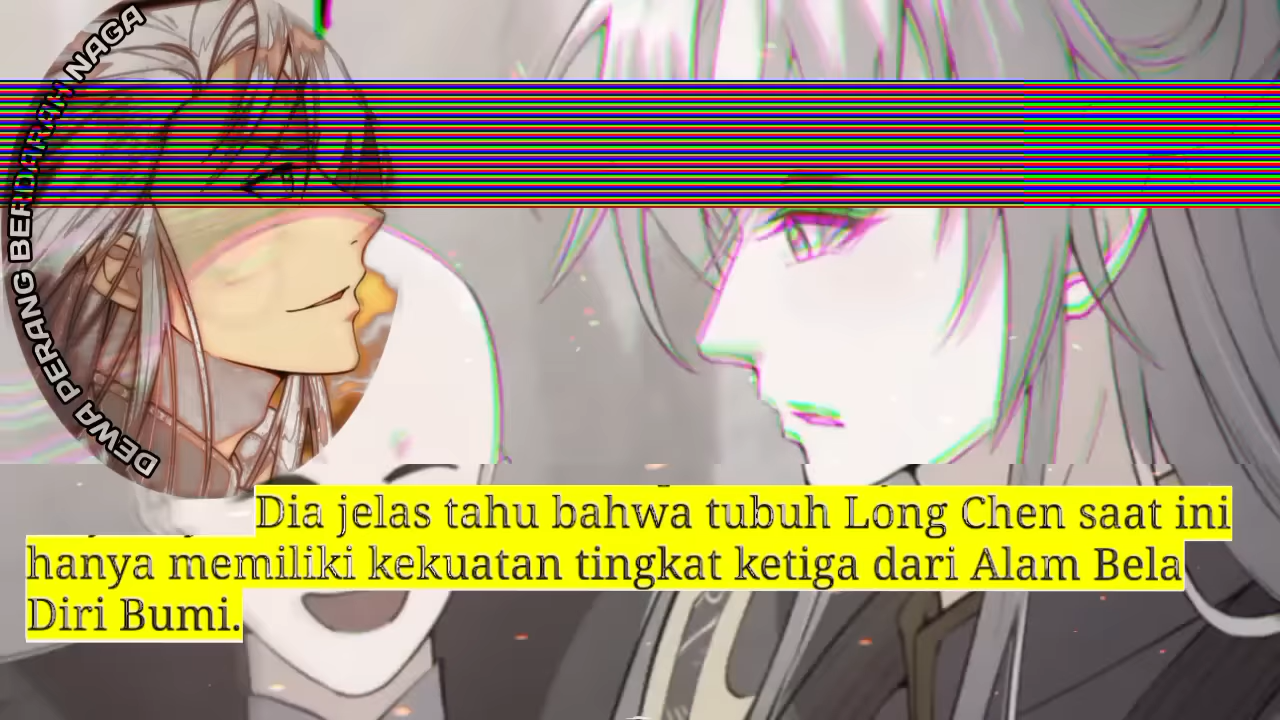 DEWA PERANG BERDARAH NAGA
Dia jelas tahu bahwa tubuh Long Chen saat ini
hanya memiliki kekuatan tingkat ketiga dari Alam Bela
Diri Bumi.